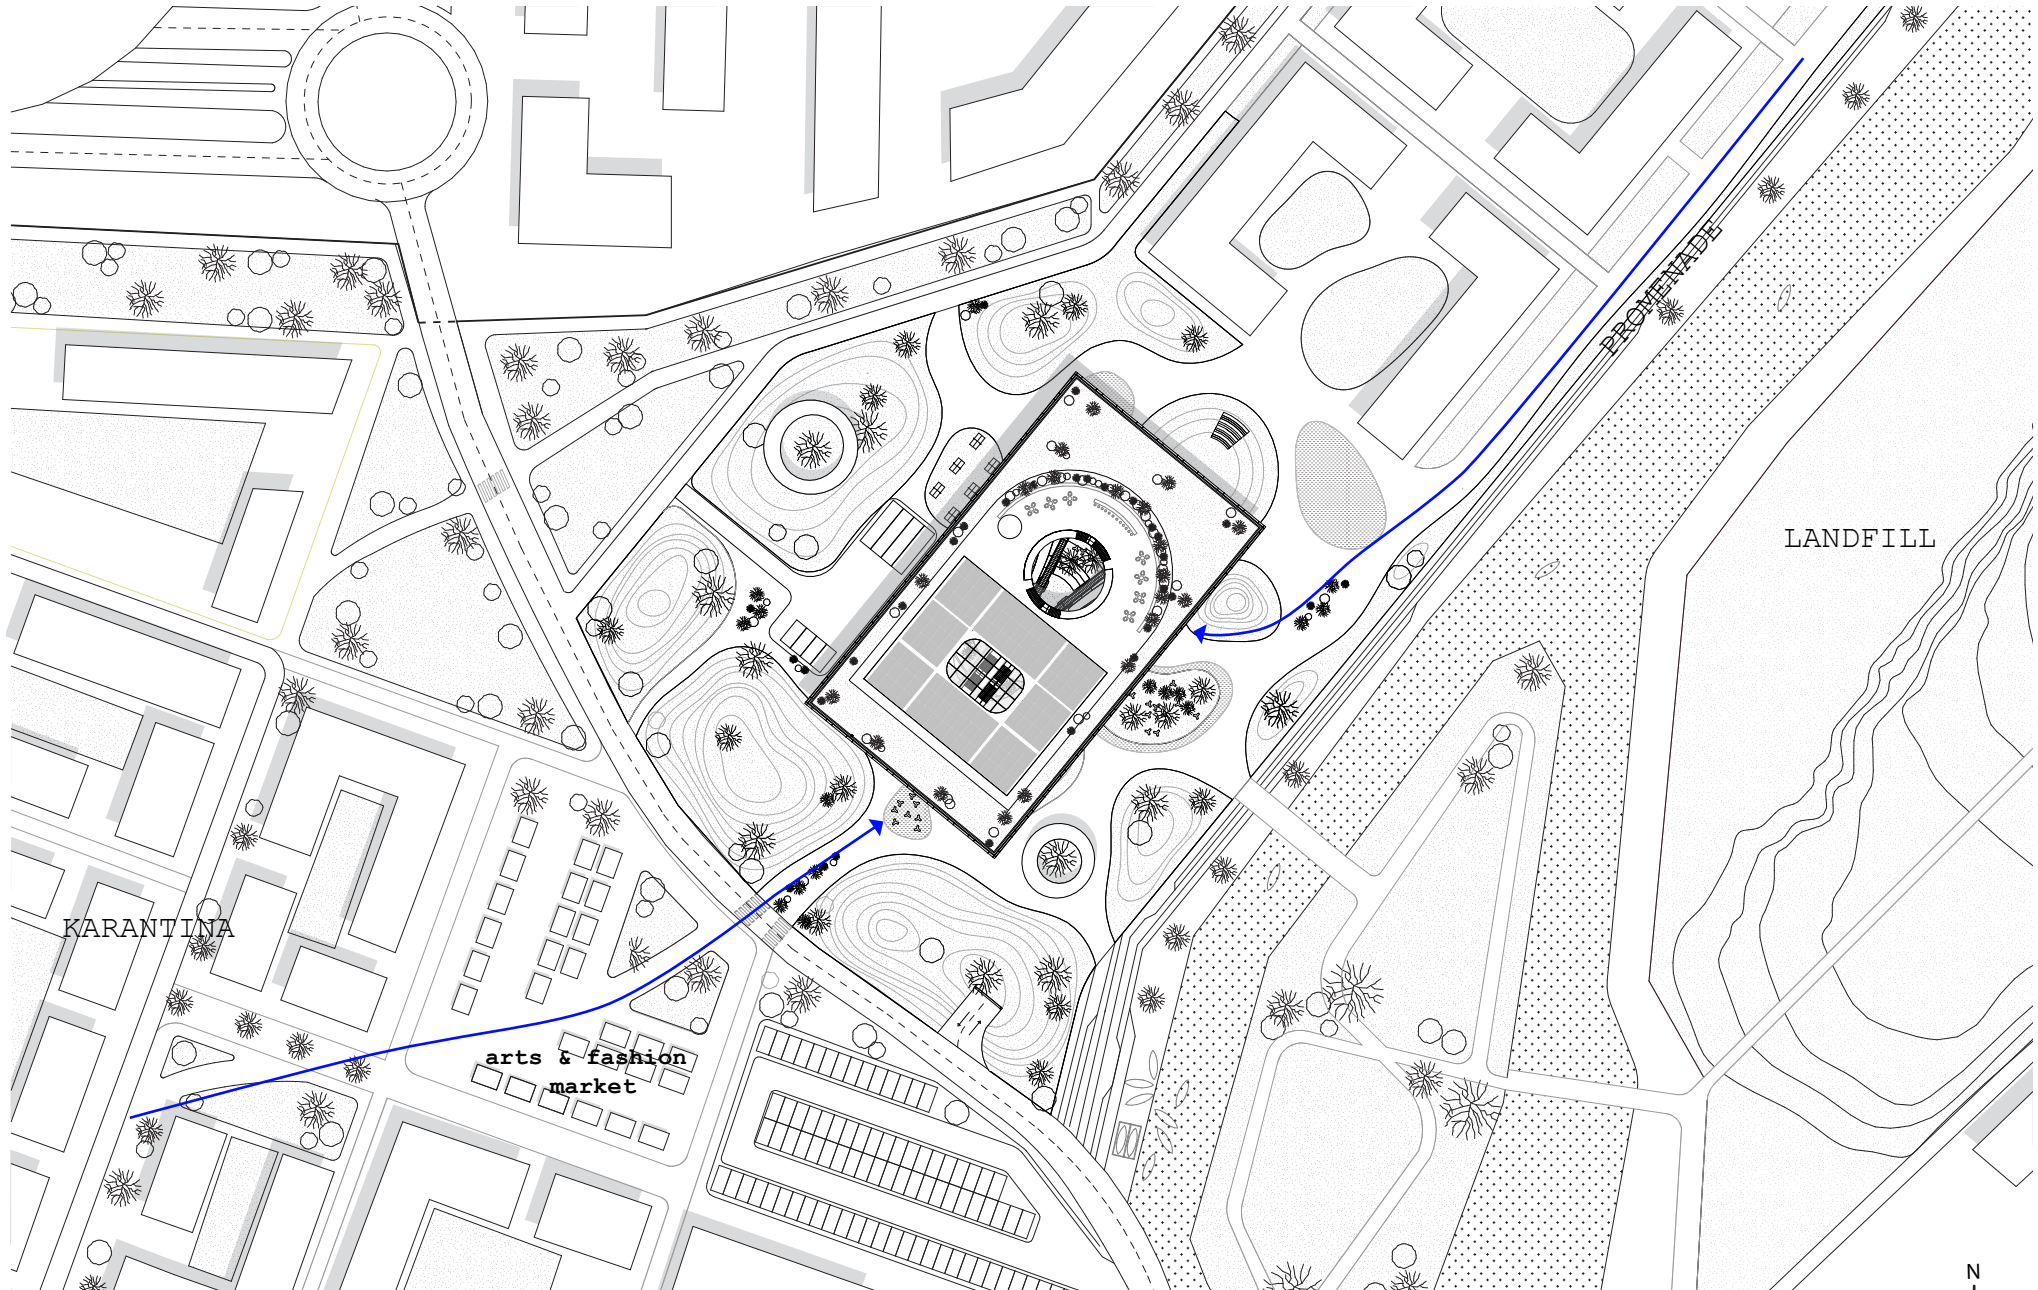 PROMENADE
LANDFILL
KARANTINA
arts & fashion
market
N